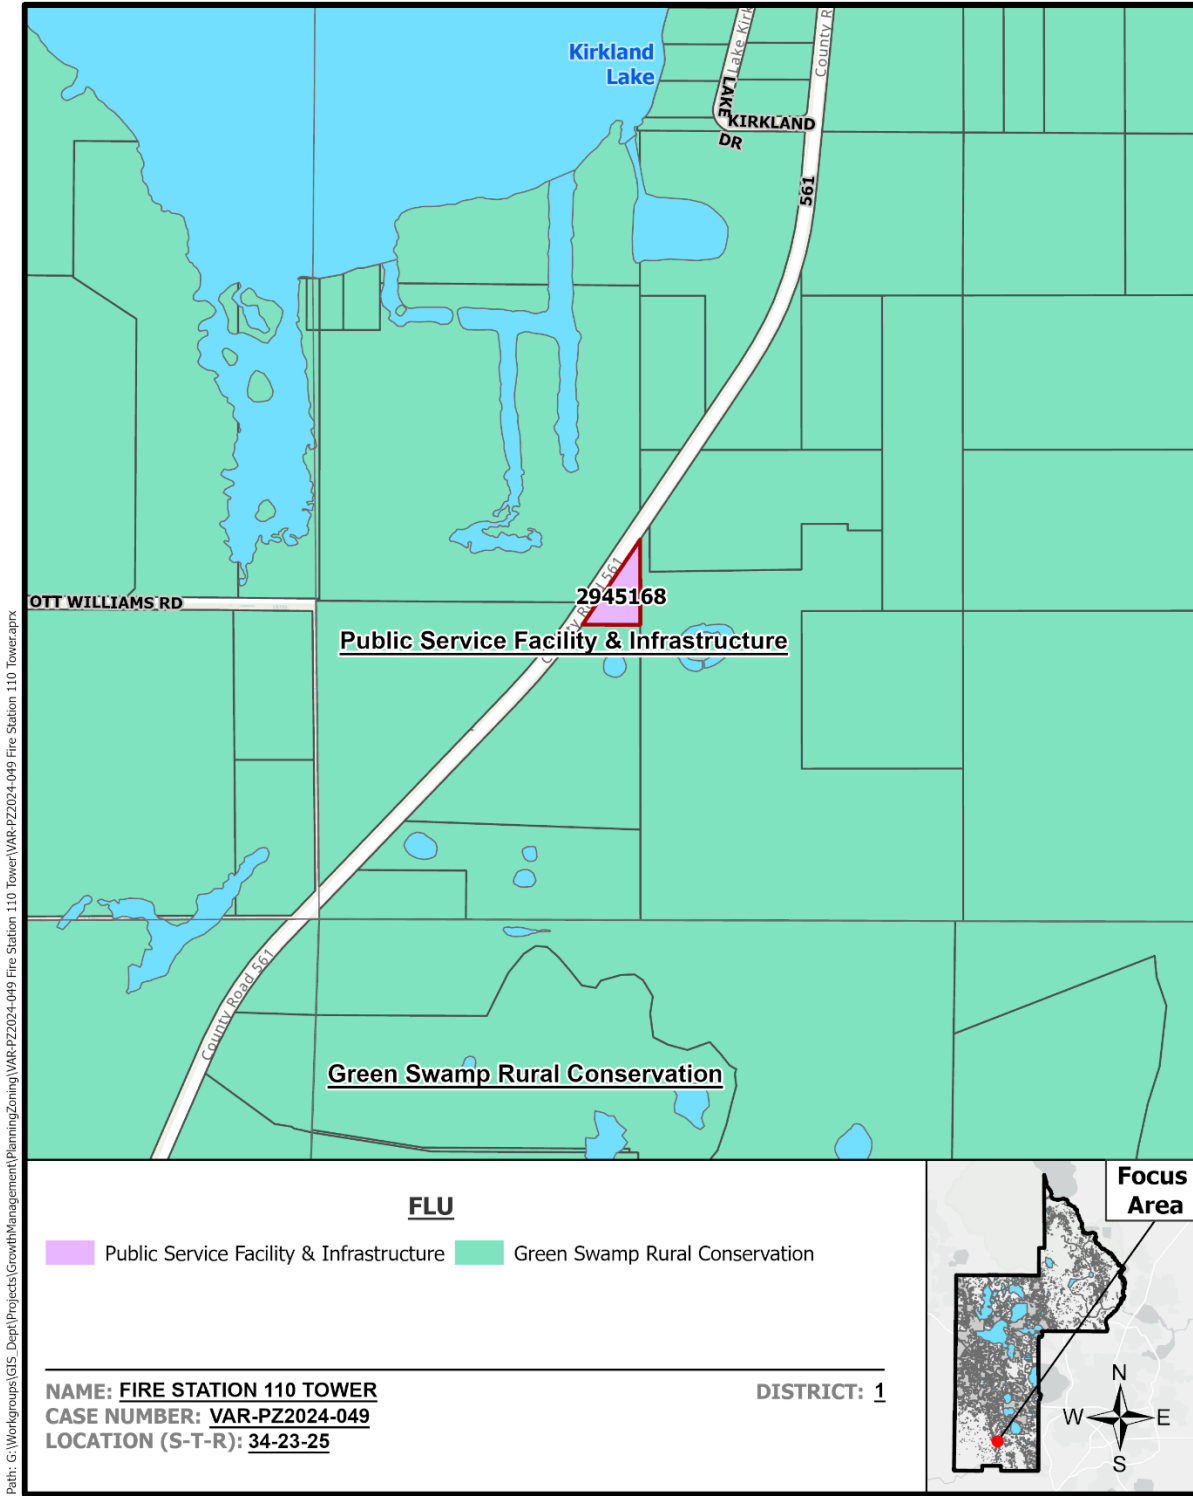 Kirkland
Lake
Lake Kirk
County R
LAKE
KIRKLAND
DR
561
County Road 561
2945168
OTT WILLIAMS RD
Public Service Facility & Infrastructure
County Road 561
Green Swamp Rural Conservation
Path: G:\Workgroups\GIS_Dept\Projects\GrowthManagement\PlanningZoning\VAR-PZ2024-049 Fire Station 110 Tower\VAR-PZ2024-049 Fire Station 110 Tower.aprx
FLU
Public Service Facility & Infrastructure
Green Swamp Rural Conservation
NAME: FIRE STATION 110 TOWER
DISTRICT: 1
CASE NUMBER: VAR-PZ2024-049
LOCATION (S-T-R): 34-23-25
Focus
Area
N
W
E
S